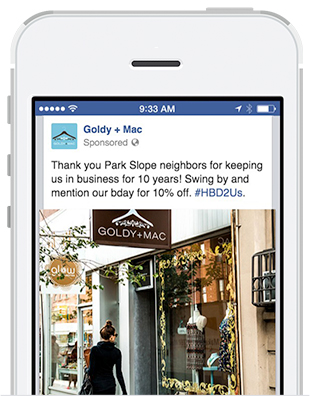 9:33 AM
Goldy + Mac
Sponsored
Thank you Park Slope neighbors for keeping
us in business for 10 years! Swing by and
mention our bday for 10% off. #HBD2Us.
GOLDY+MAC
glow